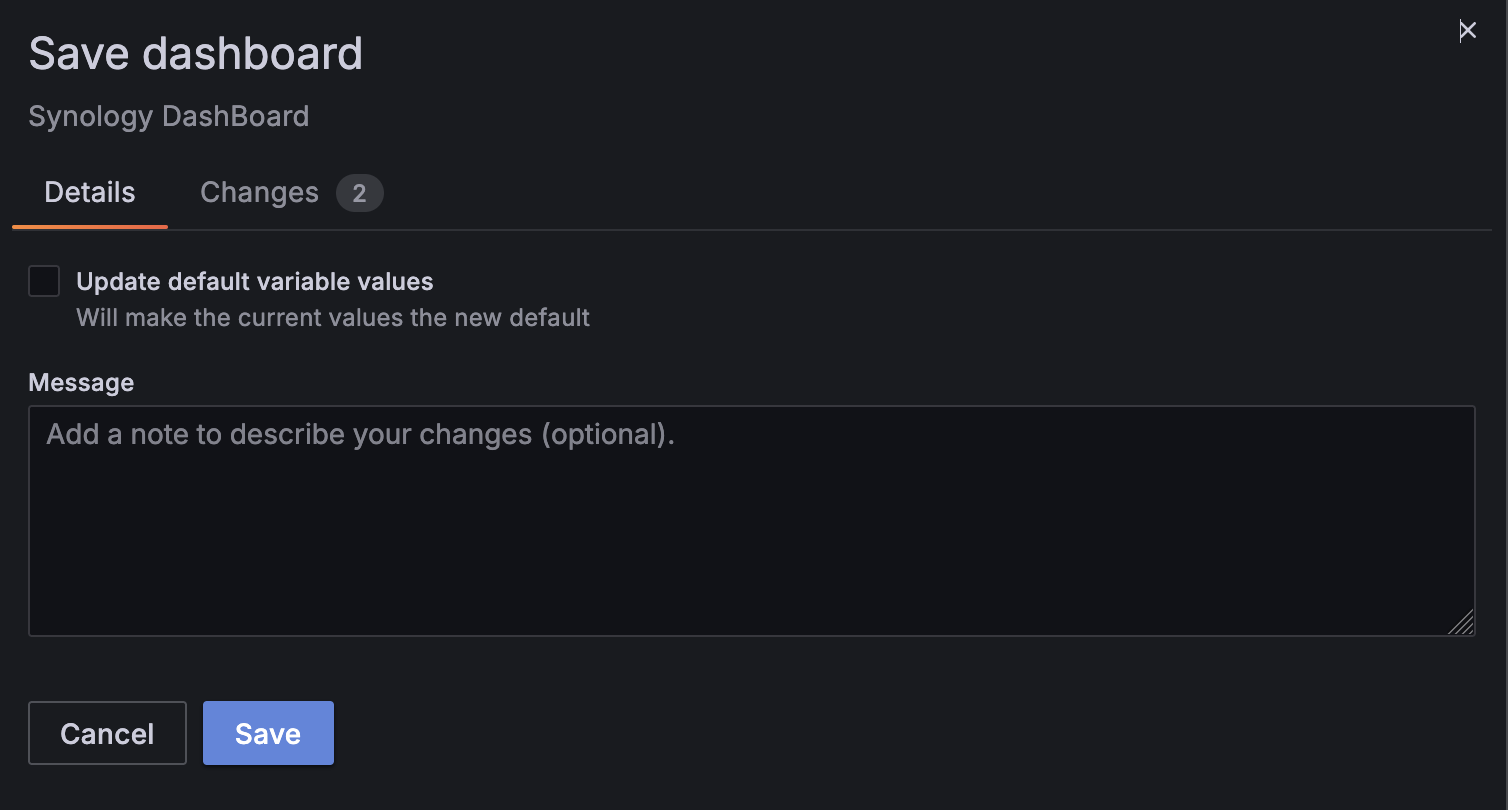 Save dashboard
Synology DashBoard
Details
Changes 2
Update default variable values
Will make the current values the new default
Message
Add a note to describe your changes (optional).
Cancel
Save